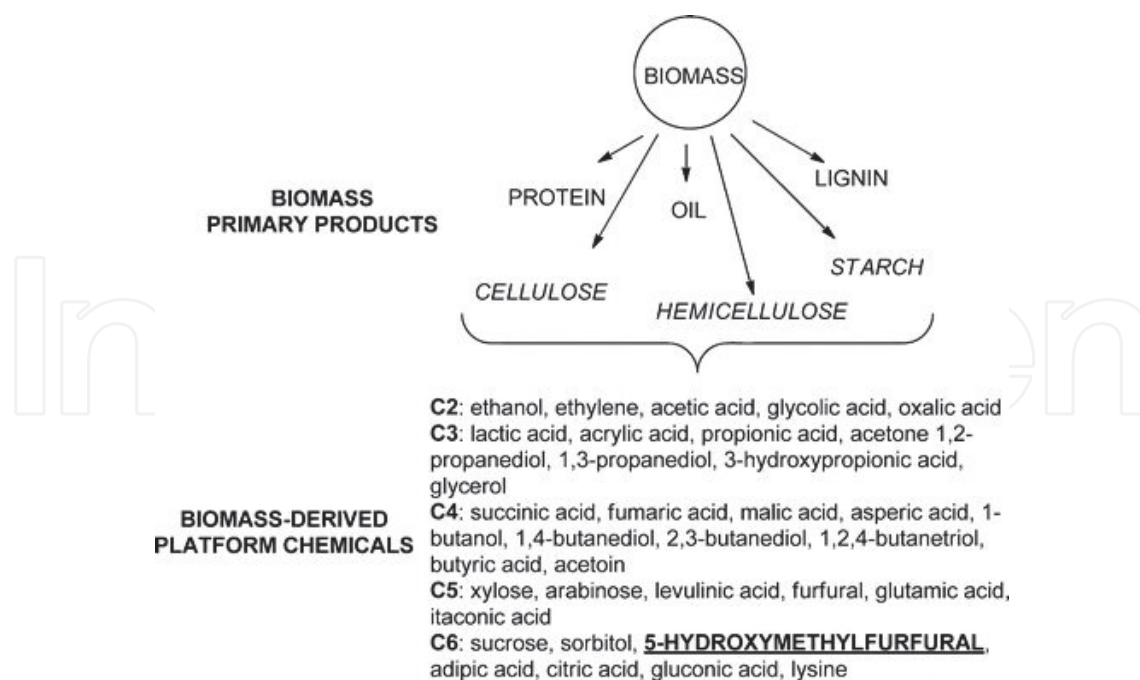 BIOMASS
PROTEIN
OIL
LIGNIN
BIOMASS
PRIMARY PRODUCTS
CELLULOSE
HEMICELLULOSE
STARCH
In
en
C2: ethanol, ethylene, acetic acid, glycolic acid, oxalic acid
C3: lactic acid, acrylic acid, propionic acid, acetone 1,2-
propanediol, 1,3-propanediol, 3-hydroxypropionic acid,
glycerol
BIOMASS-DERIVED
PLATFORM CHEMICALS
C4: succinic acid, fumaric acid, malic acid, asperic acid, 1-
butanol, 1,4-butanediol, 2,3-butanediol, 1,2,4-butanetriol,
butyric acid, acetoin
C5: xylose, arabinose, levulinic acid, furfural, glutamic acid,
itaconic acid
C6: sucrose, sorbitol, 5-HYDROXYMETHYLFURFURAL,
adipic acid, citric acid, gluconic acid, lysine